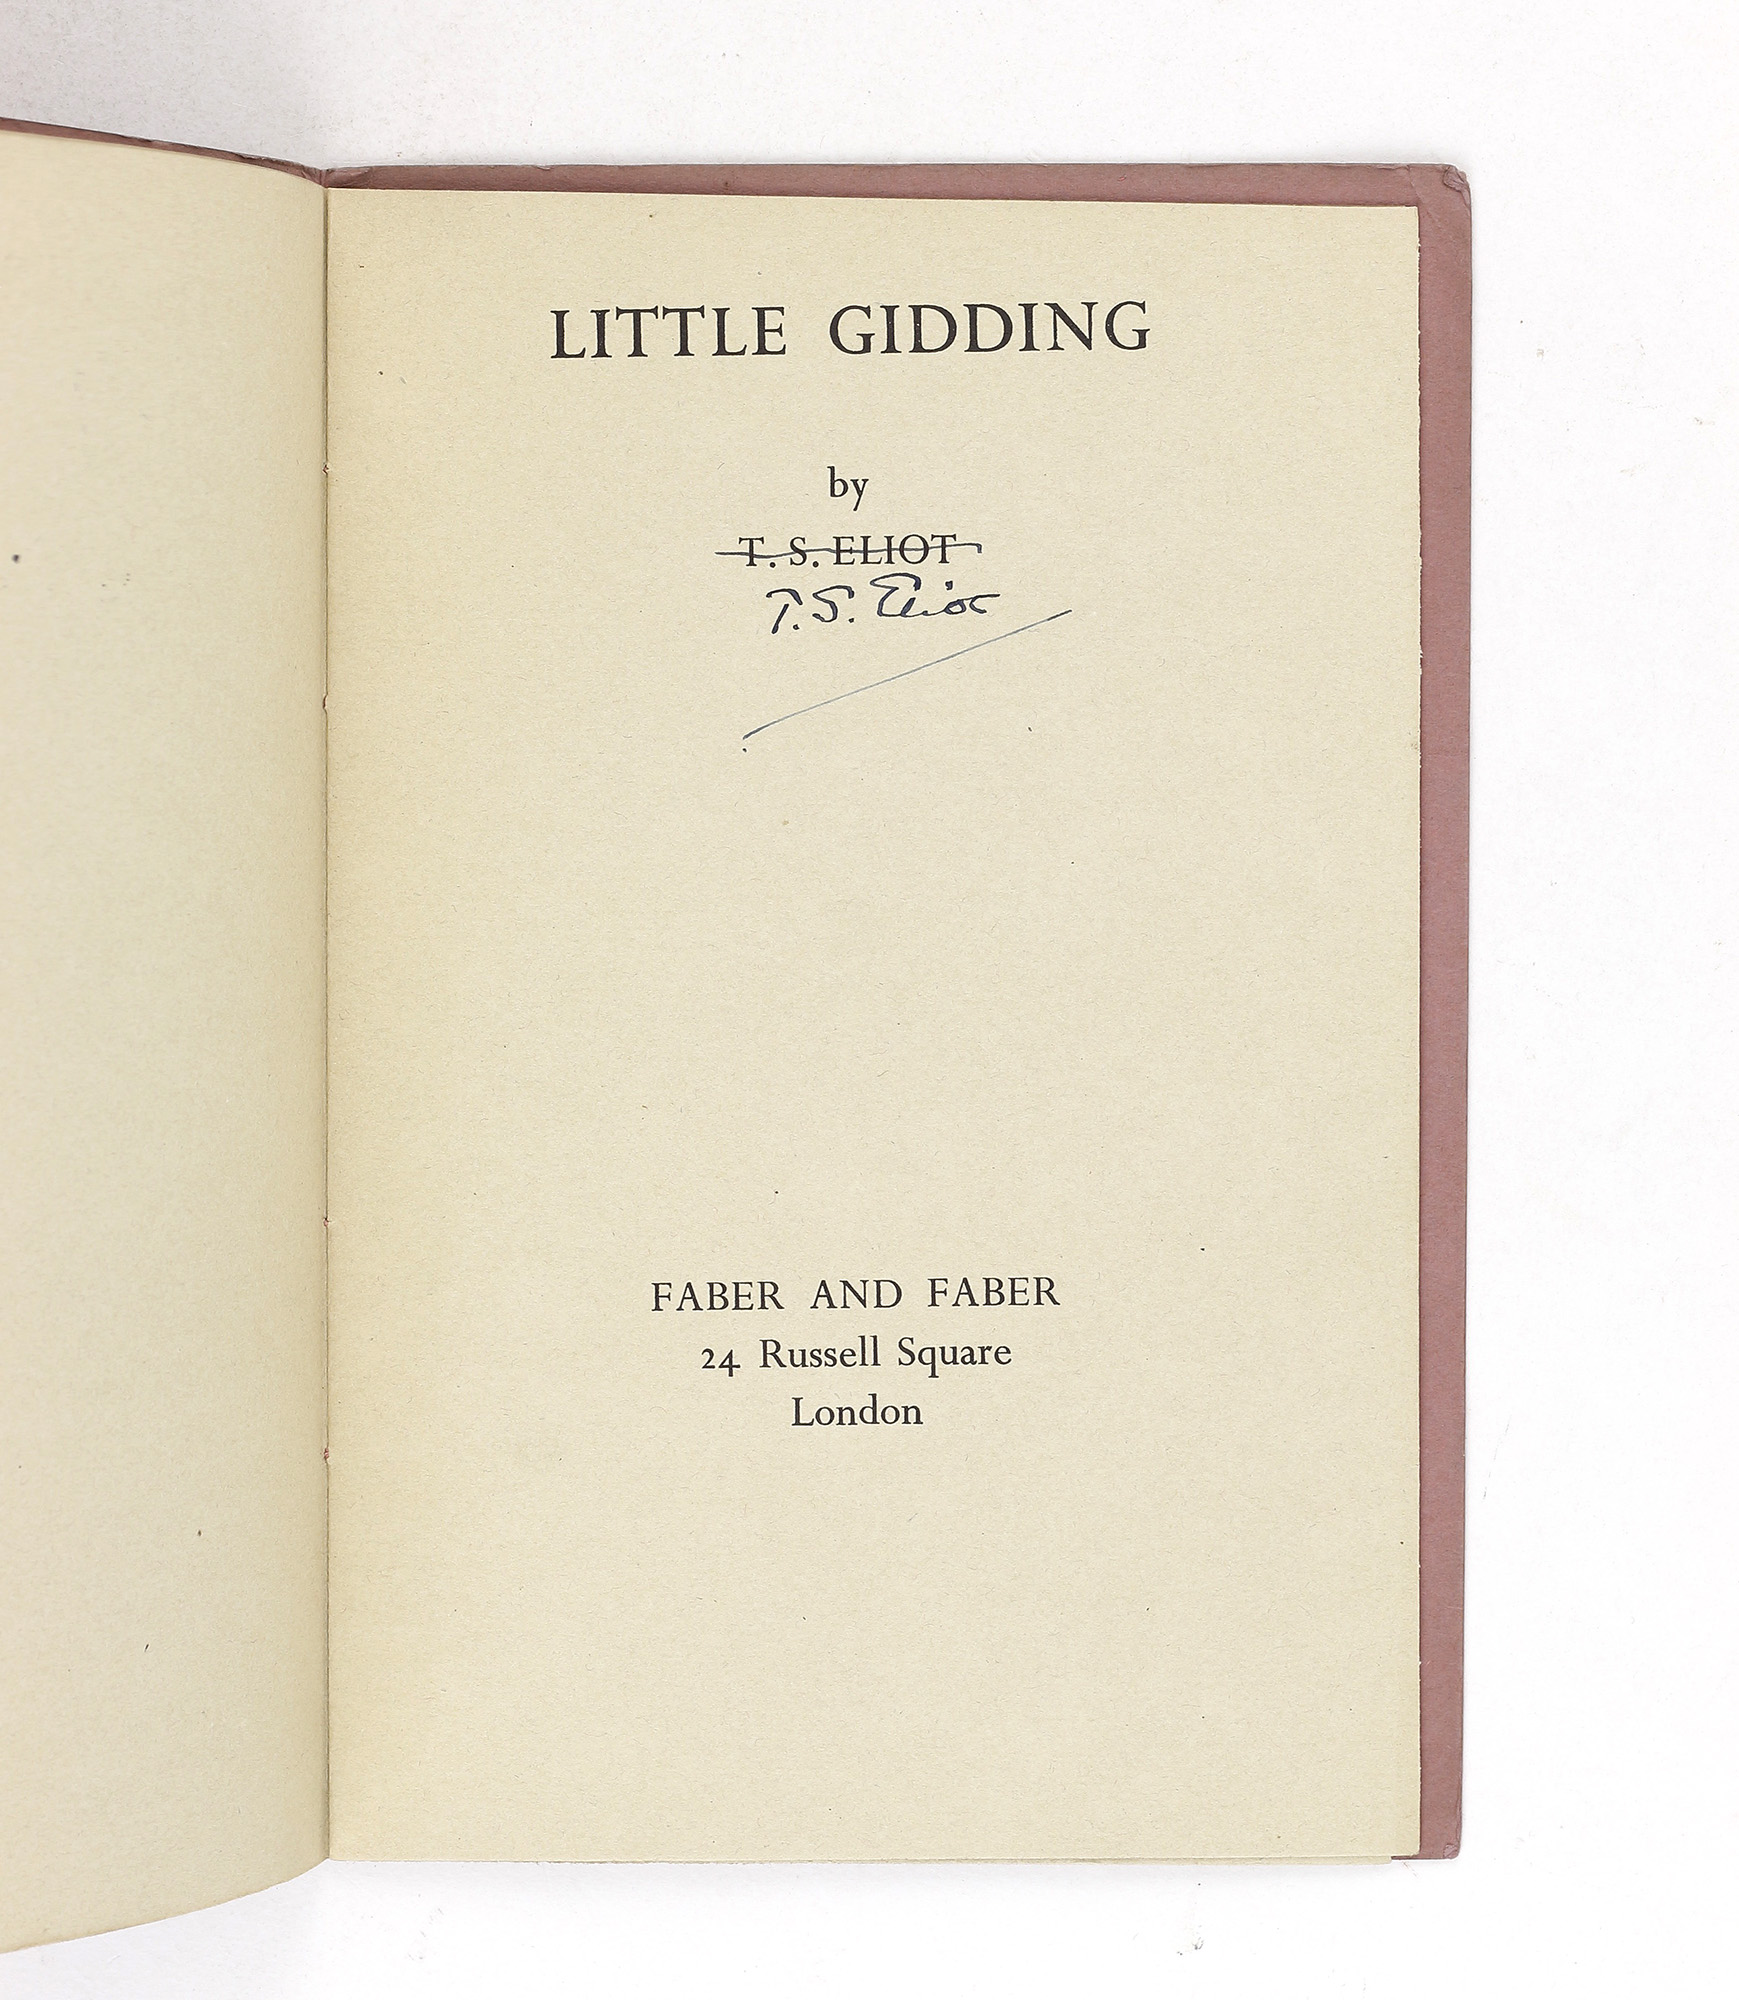 LITTLE GIDDING
by
T. S. ELIOT
T. S. Eliot
FABER AND FABER
24 Russell Square
London